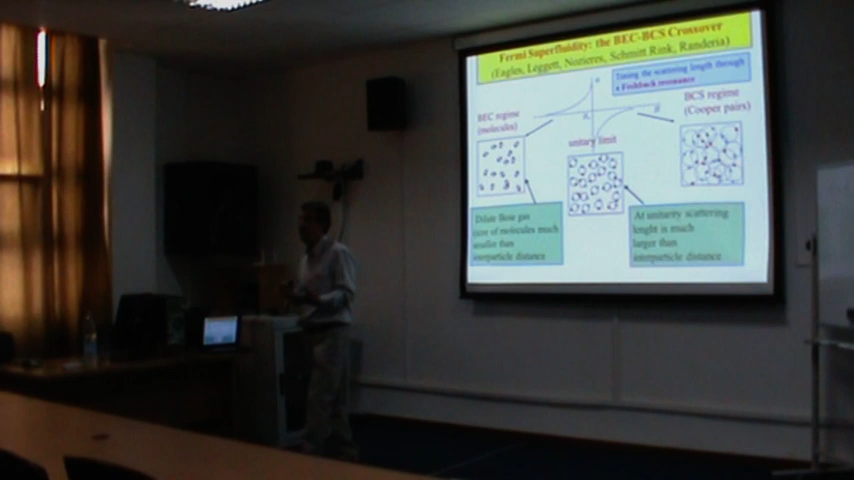 Fermi Superfluidity: the BEC-BCS Crossover
(Eagles, Leggett, Nozieres, Schmitt Rink, Randeria)
Tuning the scattering length through
a Feshbach resonance
BEC regime
(molecules)
a
B
BCS regime
(Cooper pairs)
unitary limit
Dilute Bose gas
size of molecules much
smaller than
interparticle distance
At unitarity scattering
lenght is much
larger than
interparticle distance